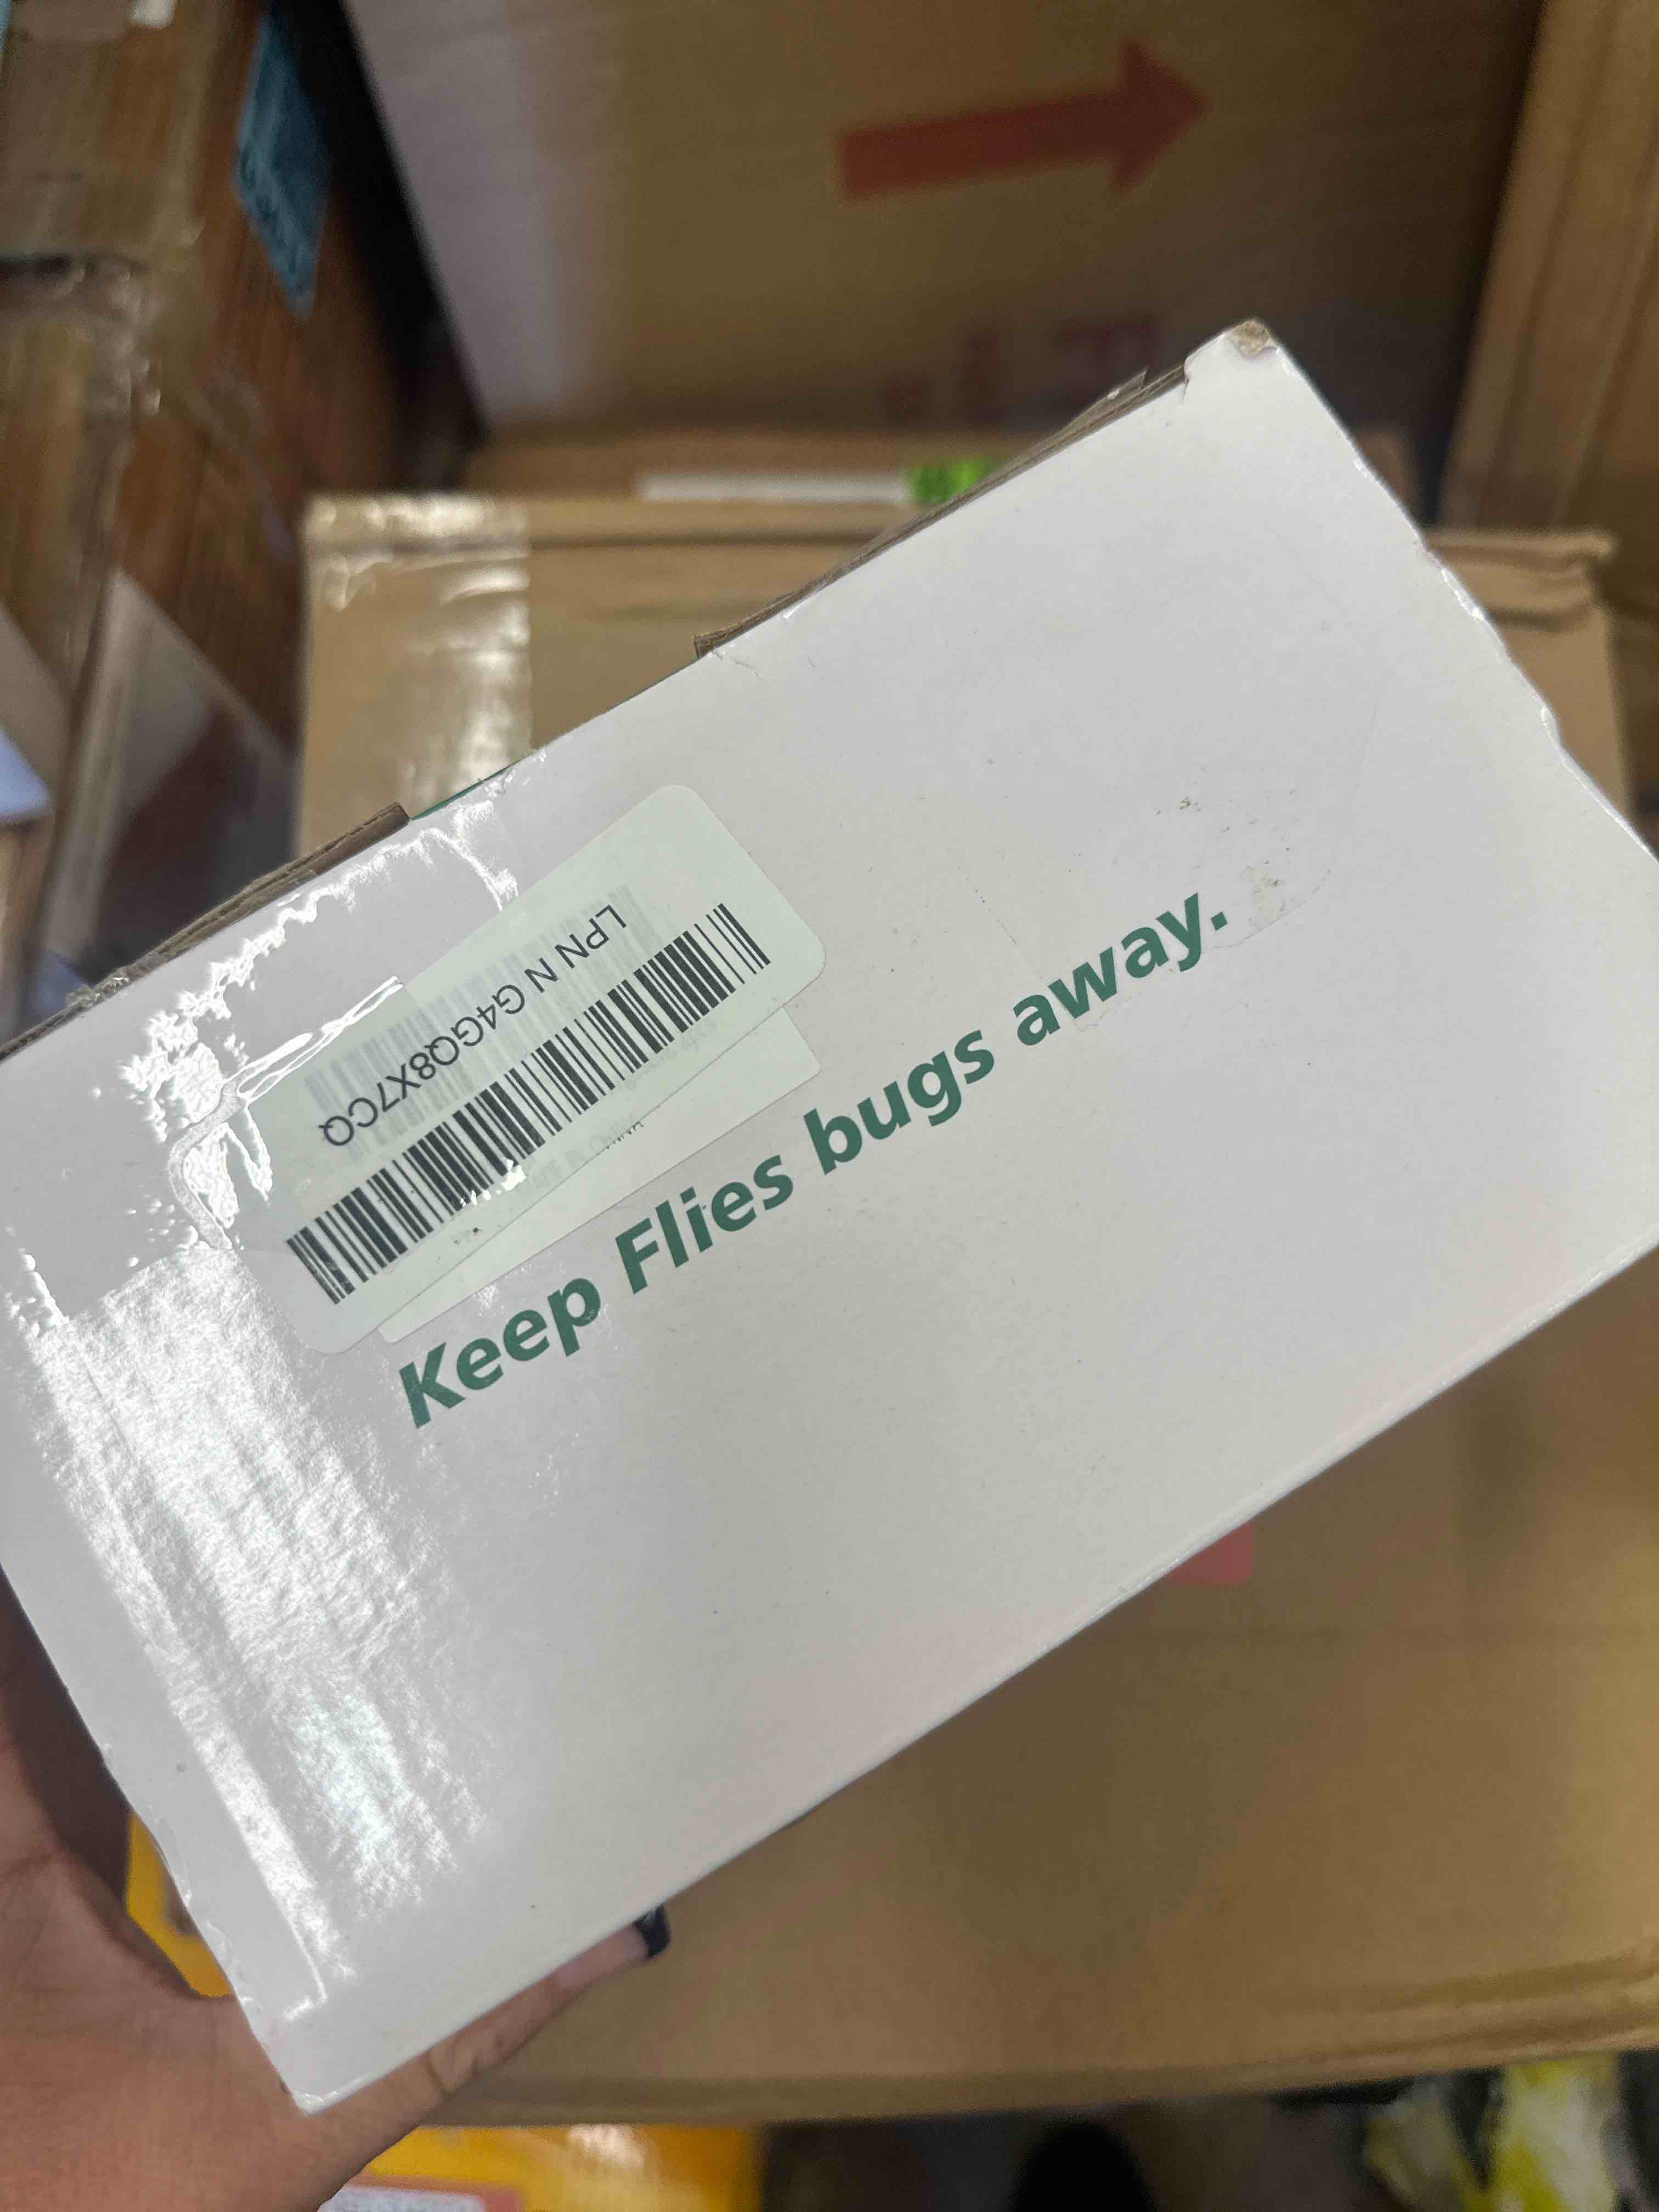 LPN N G4GQ8X7CQ
Keep Flies bugs away.